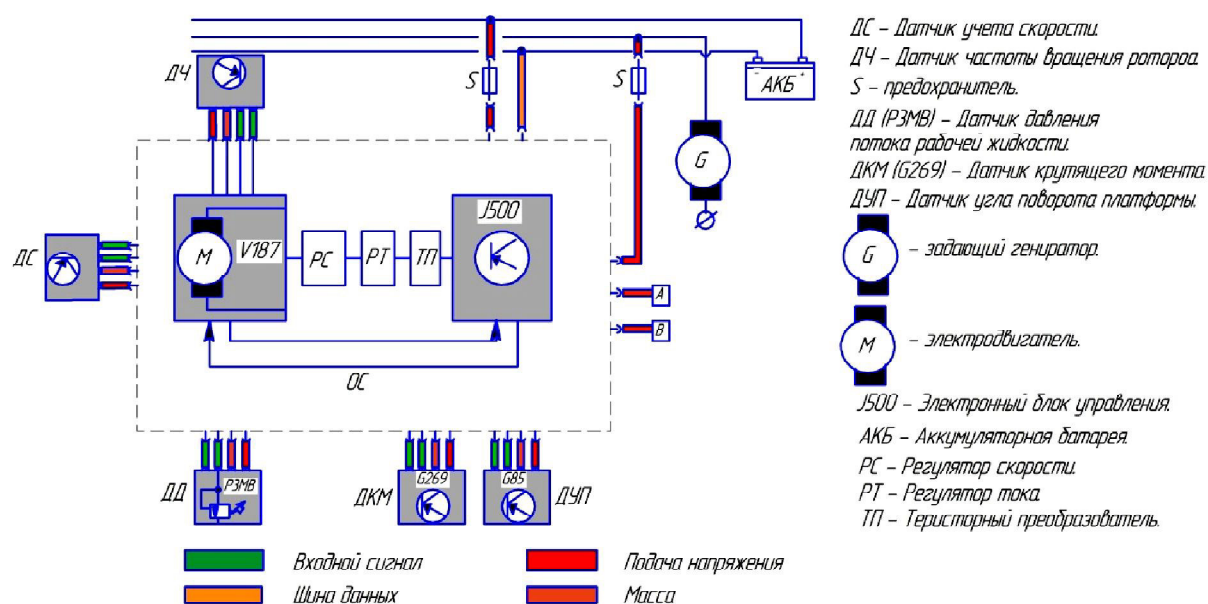 ДЧ
S
S
- АКБ +
G
J500
M
V187
РС
РТ
ТП
ДС
А
В
ОС
ДД
РЗМВ
ДКМ
G269
G85
ДУП
Входной сигнал
Подача напряжения
Шина данных
Масса
ДС – Датчик учета скорости.
ДЧ – Датчик частоты вращения роторов.
S – предохранитель.
ДД (РЗМВ) – Датчик давления
потока рабочей жидкости.
ДКМ (G269) – Датчик крутящего момента
ДУП – Датчик угла поворота платформы.
G – задающий гениратор.
M – электродвигатель.
J500 – Электронный блок управления.
АКБ – Аккумуляторная батарея
РС – Регулятор скорости.
РТ – Регулятор тока
ТП – Теристорный преобразователь.